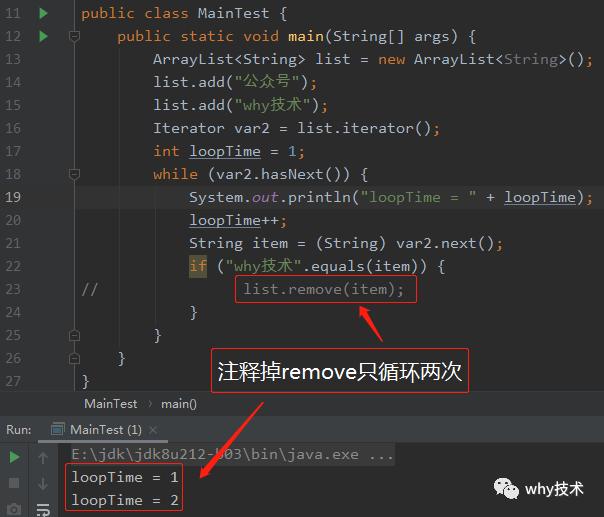 11 public class MainTest {
12 public static void main(String[] args) {
13 ArrayList<String> list = new ArrayList<String>();
14 list.add("公众号");
15 list.add("why技术");
16 Iterator var2 = list.iterator();
17 int loopTime = 1;
18 while (var2.hasNext()) {
19 System.out.println("loopTime = " + loopTime);
20 loopTime++;
21 String item = (String) var2.next();
22 if ("why技术".equals(item)) {
23 // list.remove(item);
24 }
25 }
26 }
27 }
注释掉remove只循环两次
MainTest › main()
Run: MainTest (1) ×
E:\jdk\jdk8u212-b03\bin\java.exe ...
loopTime = 1
loopTime = 2
why技术